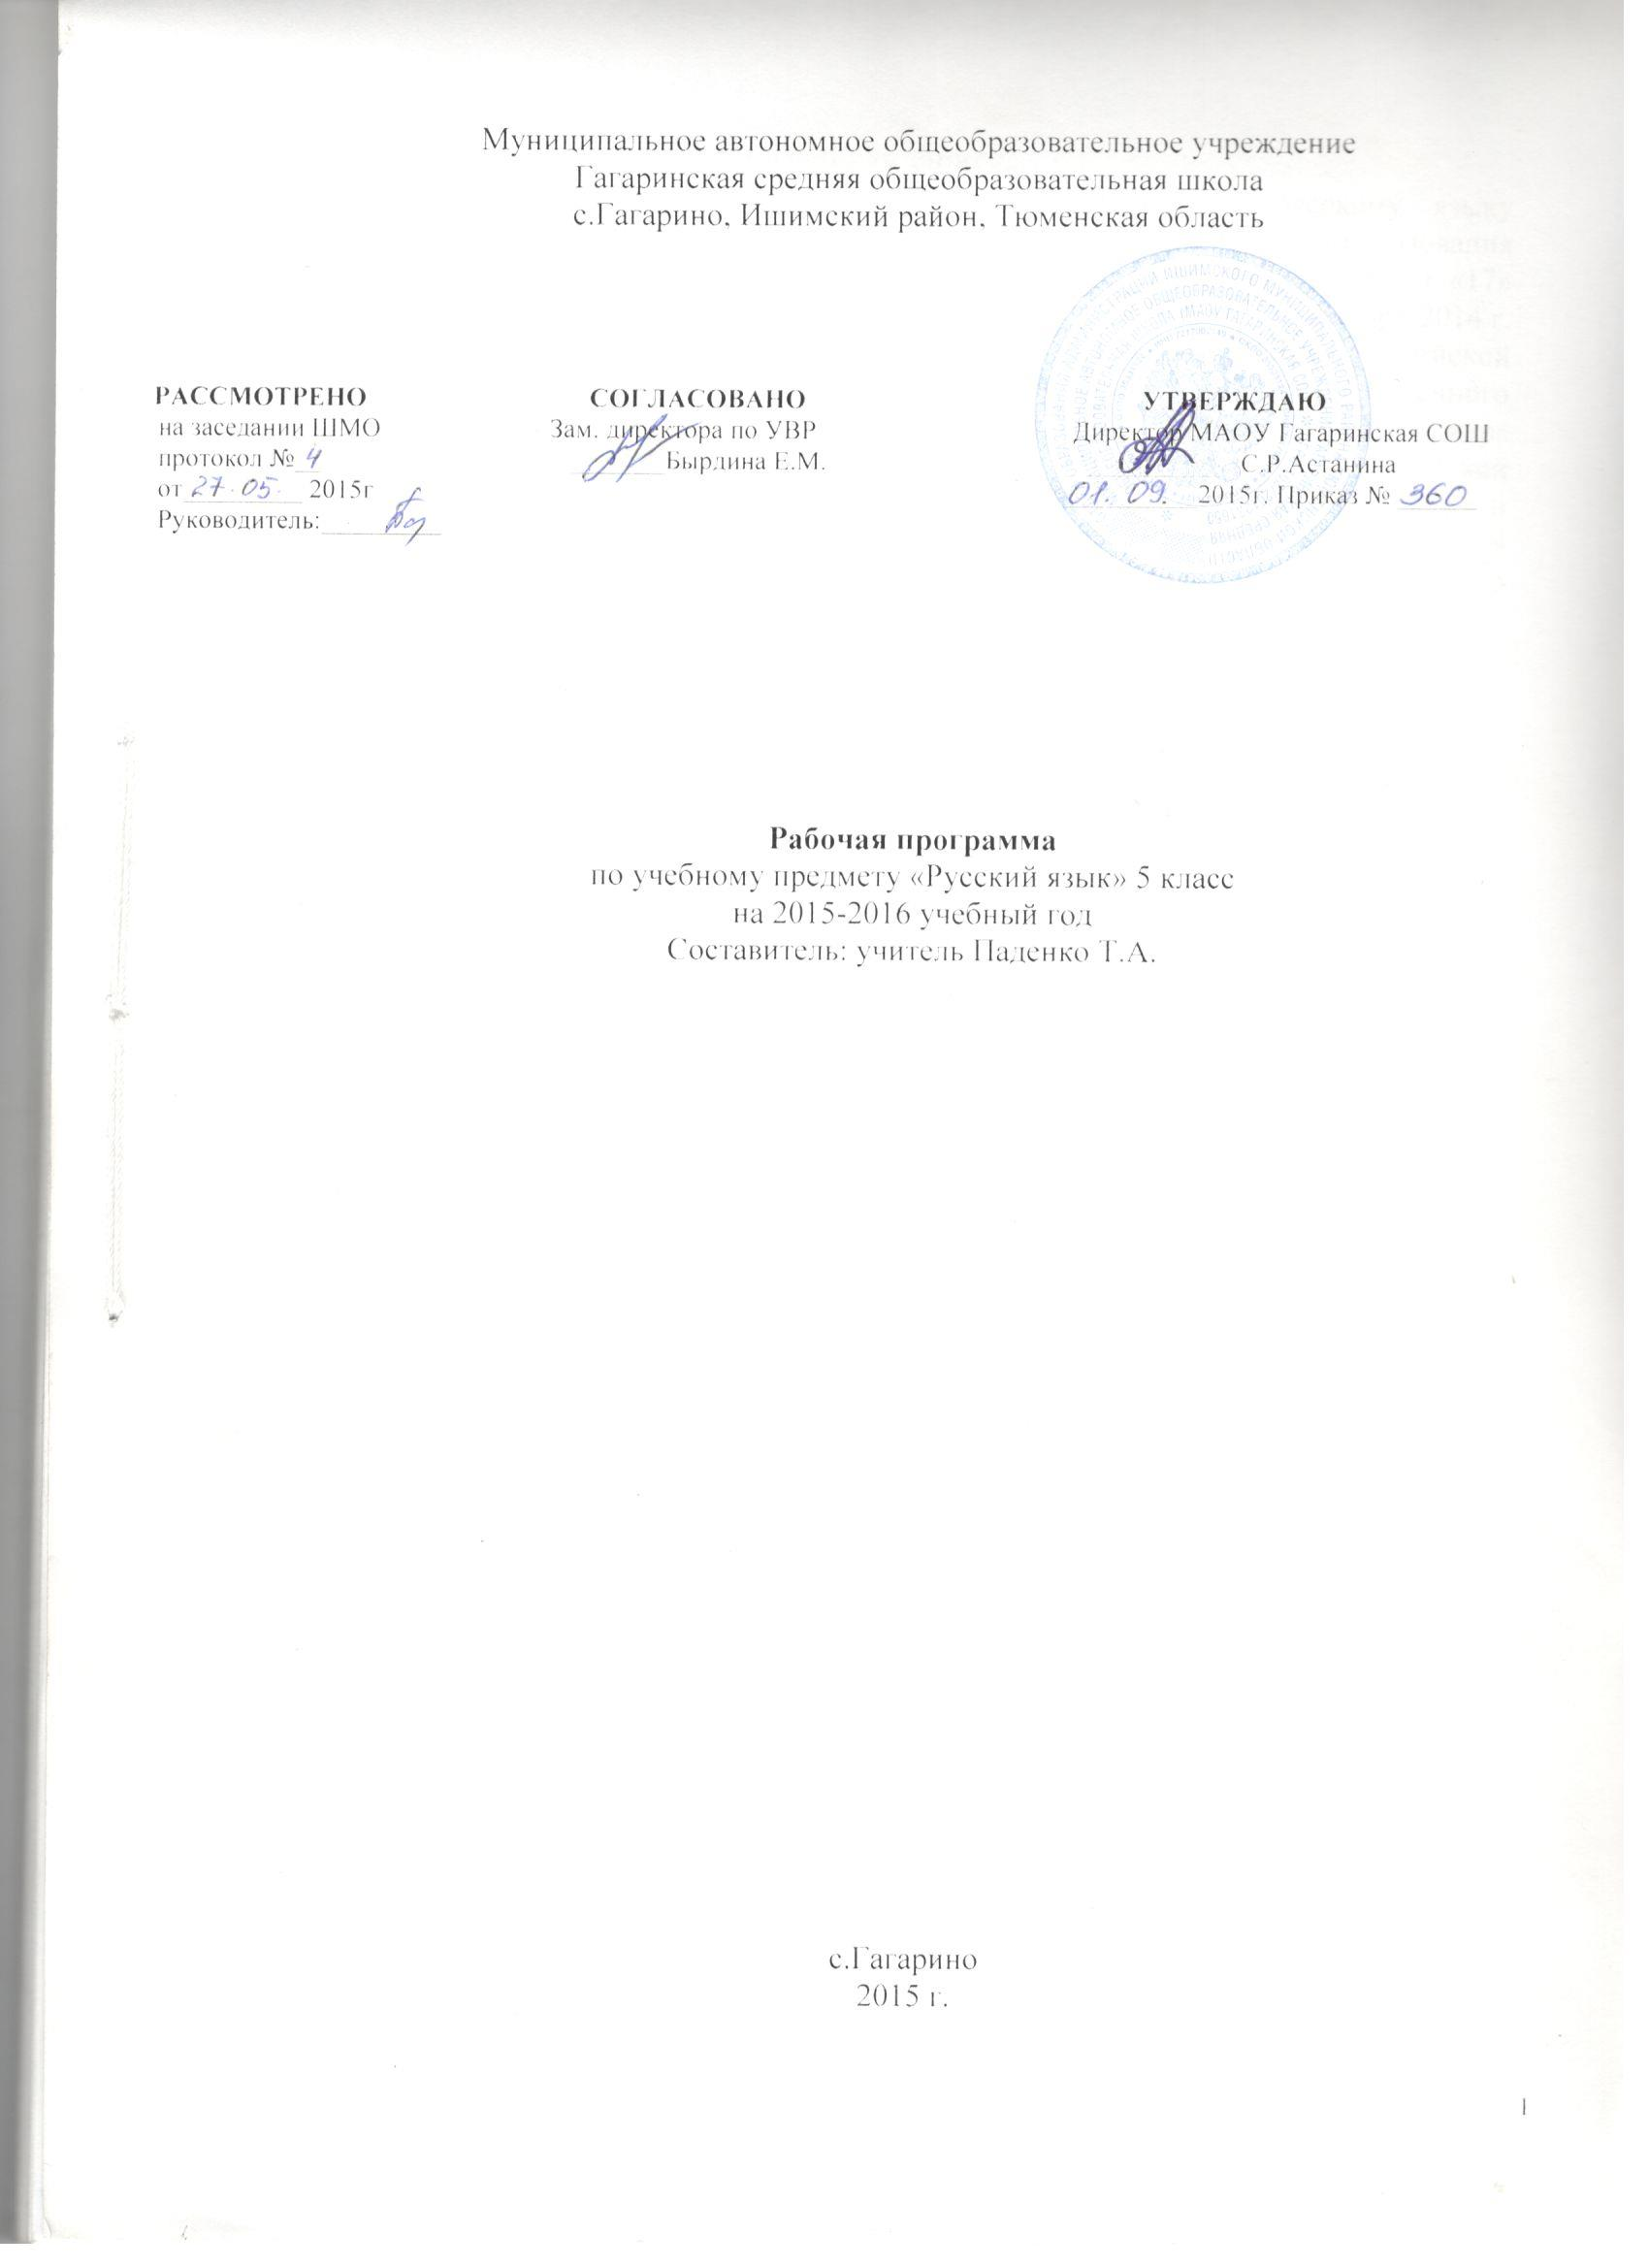 Муниципальное автономное общеобразовательное учреждение
Гагаринская средняя общеобразовательная школа
с.Гагарино, Ишимский район, Тюменская область
РАССМОТРЕНО
на заседании ШМО
протокол № 4
от 27.05. 2015г
Руководитель:
СОГЛАСОВАНО
Зам. директора по УВР
Бырдина Е.М.
УТВЕРЖДАЮ
Директор МАОУ Гагаринская СОШ
С.Р.Астанина
01. 09. 2015г. Приказ № 360
Рабочая программа
по учебному предмету «Русский язык» 5 класс
на 2015-2016 учебный год
Составитель: учитель Паденко Т.А.
с.Гагарино
2015 г.
1